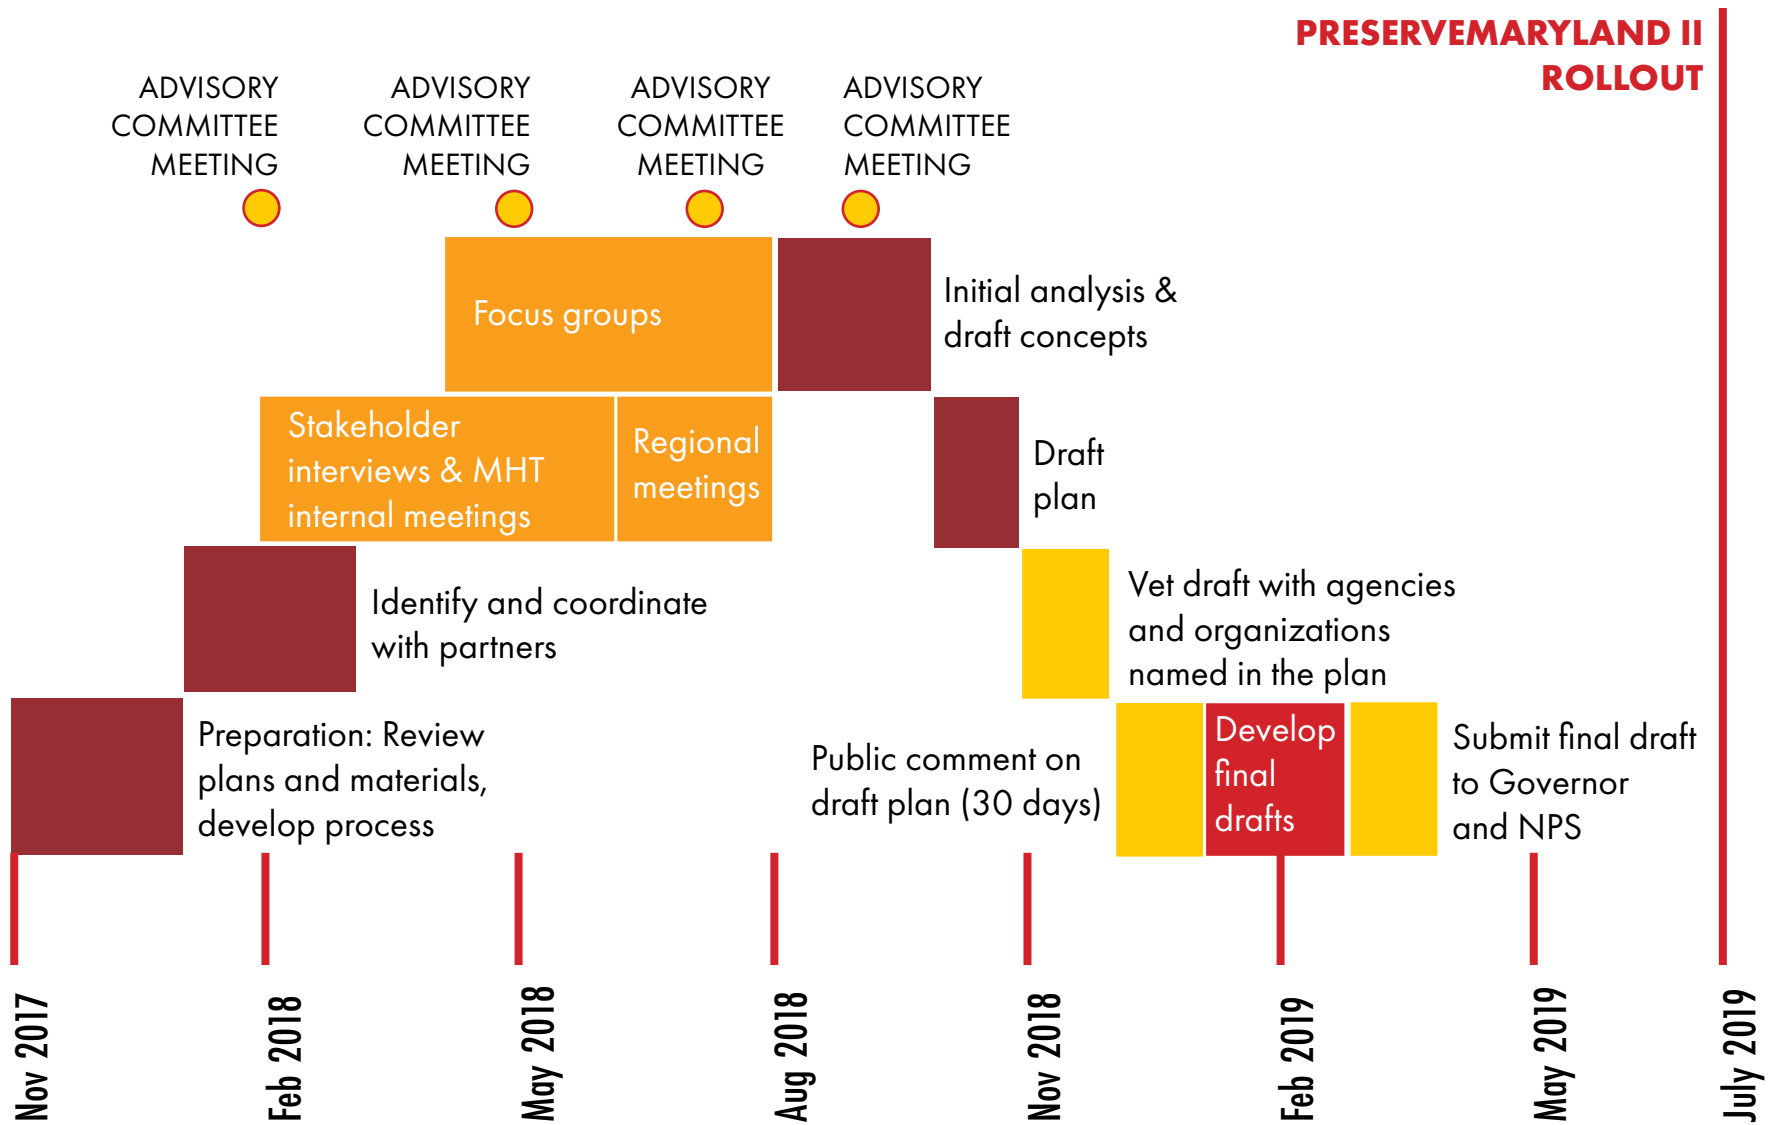 PRESERVEMARYLAND II
ROLLOUT
ADVISORY
COMMITTEE
MEETING
ADVISORY
COMMITTEE
MEETING
ADVISORY
COMMITTEE
MEETING
ADVISORY
COMMITTEE
MEETING
Focus groups
Initial analysis &
draft concepts
Stakeholder
interviews & MHT
internal meetings
Regional
meetings
Draft
plan
Identify and coordinate
with partners
Vet draft with agencies
and organizations
named in the plan
Preparation: Review
plans and materials,
develop process
Public comment on
draft plan (30 days)
Develop
final
drafts
Submit final draft
to Governor
and NPS
Nov 2017
Feb 2018
May 2018
Aug 2018
Nov 2018
Feb 2019
May 2019
July 2019